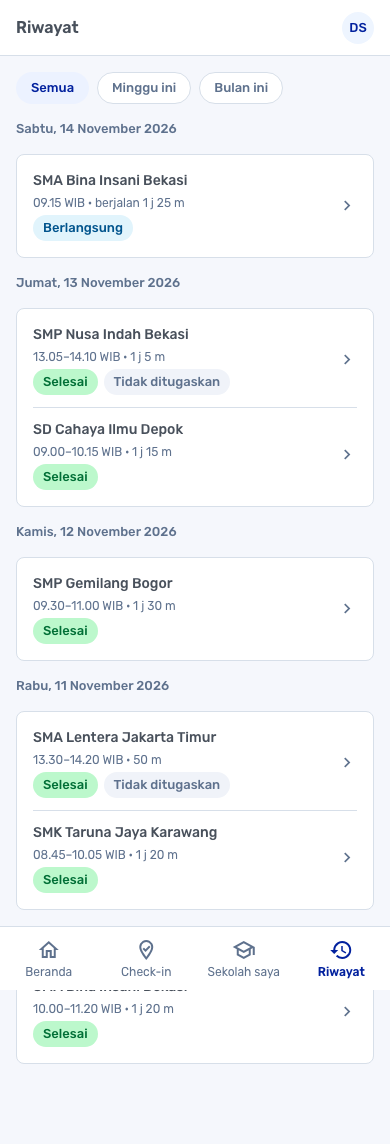 Riwayat
DS
Semua
Minggu ini
Bulan ini
Sabtu, 14 November 2026
SMA Bina Insani Bekasi
09.15 WIB • berjalan 1 j 25 m
Berlangsung
Jumat, 13 November 2026
SMP Nusa Indah Bekasi
13.05–14.10 WIB • 1 j 5 m
Selesai
Tidak ditugaskan
SD Cahaya Ilmu Depok
09.00–10.15 WIB • 1 j 15 m
Selesai
Kamis, 12 November 2026
SMP Gemilang Bogor
09.30–11.00 WIB • 1 j 30 m
Selesai
Rabu, 11 November 2026
SMA Lentera Jakarta Timur
13.30–14.20 WIB • 50 m
Selesai
Tidak ditugaskan
SMK Taruna Jaya Karawang
08.45–10.05 WIB • 1 j 20 m
Selesai
Beranda
Check-in
Sekolah saya
Riwayat
10.00–11.20 WIB • 1 j 20 m
Selesai